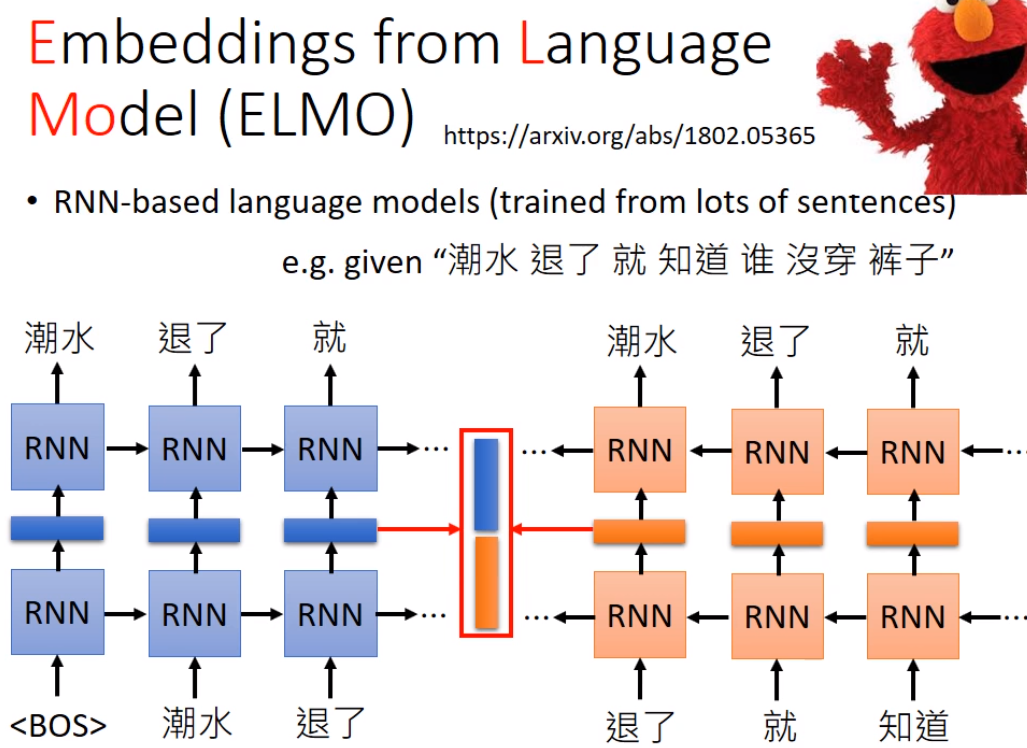 Embeddings from Language
Model (ELMO) https://arxiv.org/abs/1802.05365
• RNN-based language models (trained from lots of sentences)
e.g. given “潮水 退了 就 知道 谁 沒穿 裤子”
潮水 退了 就 潮水 退了 就
RNN RNN RNN … … RNN RNN RNN …
RNN RNN RNN … … RNN RNN RNN …
<BOS> 潮水 退了 退了 就 知道